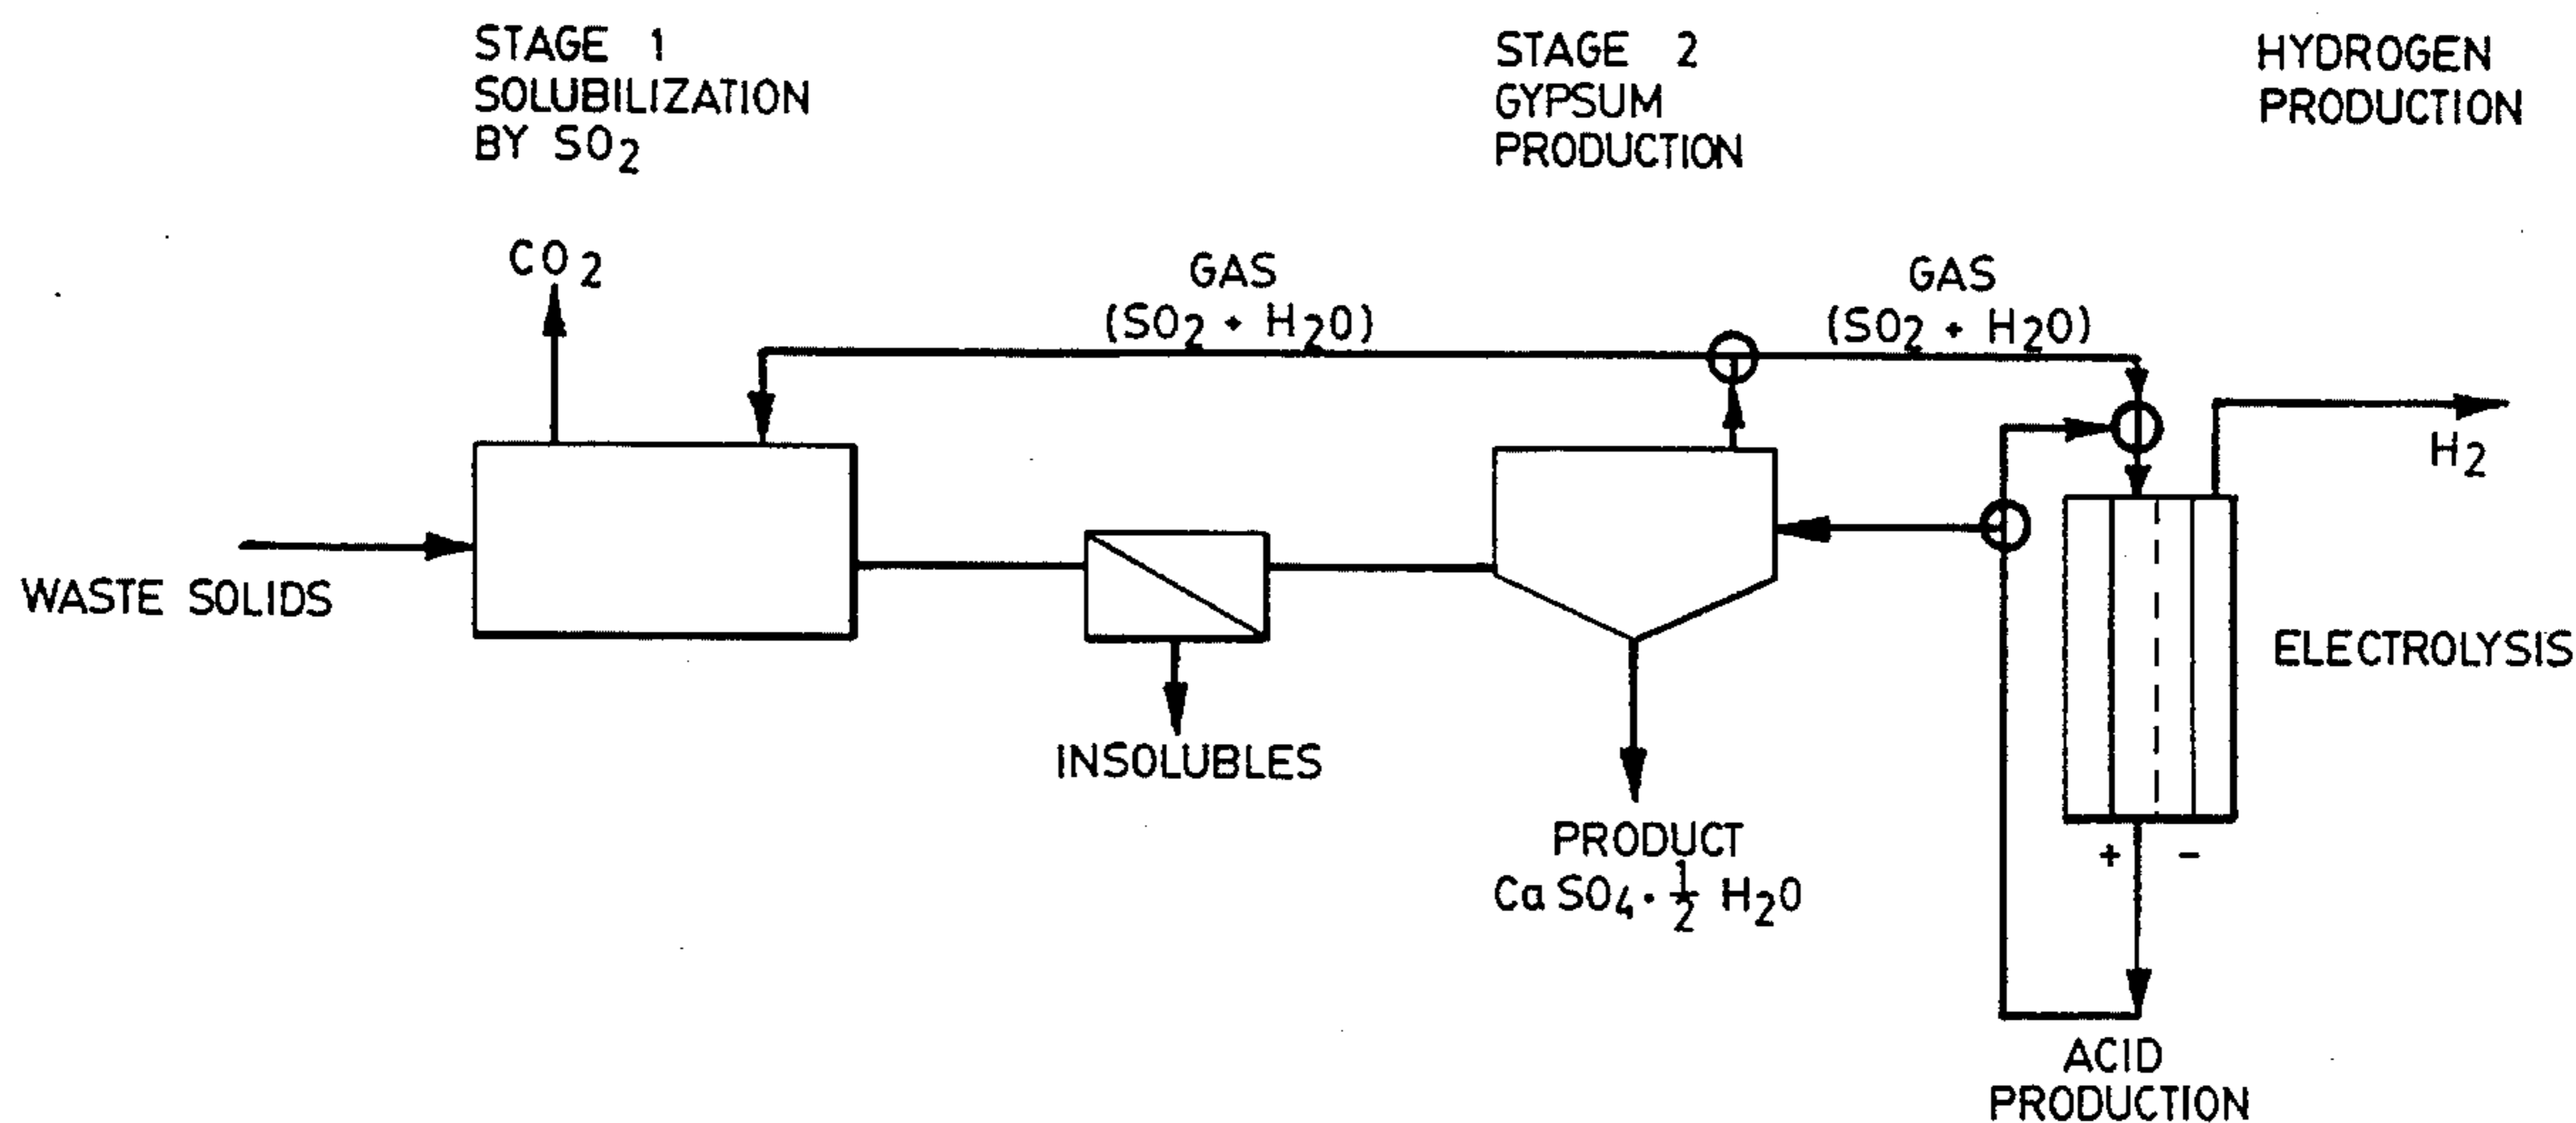 STAGE 1
SOLUBILIZATION
BY SO2
STAGE 2
GYPSUM
PRODUCTION
HYDROGEN
PRODUCTION
CO2
GAS
(SO2 + H2O)
GAS
(SO2 + H2O)
H2
WASTE SOLIDS
ELECTROLYSIS
INSOLUBLES
PRODUCT
CaSO4 · 1/2 H2O
+ -
ACID
PRODUCTION